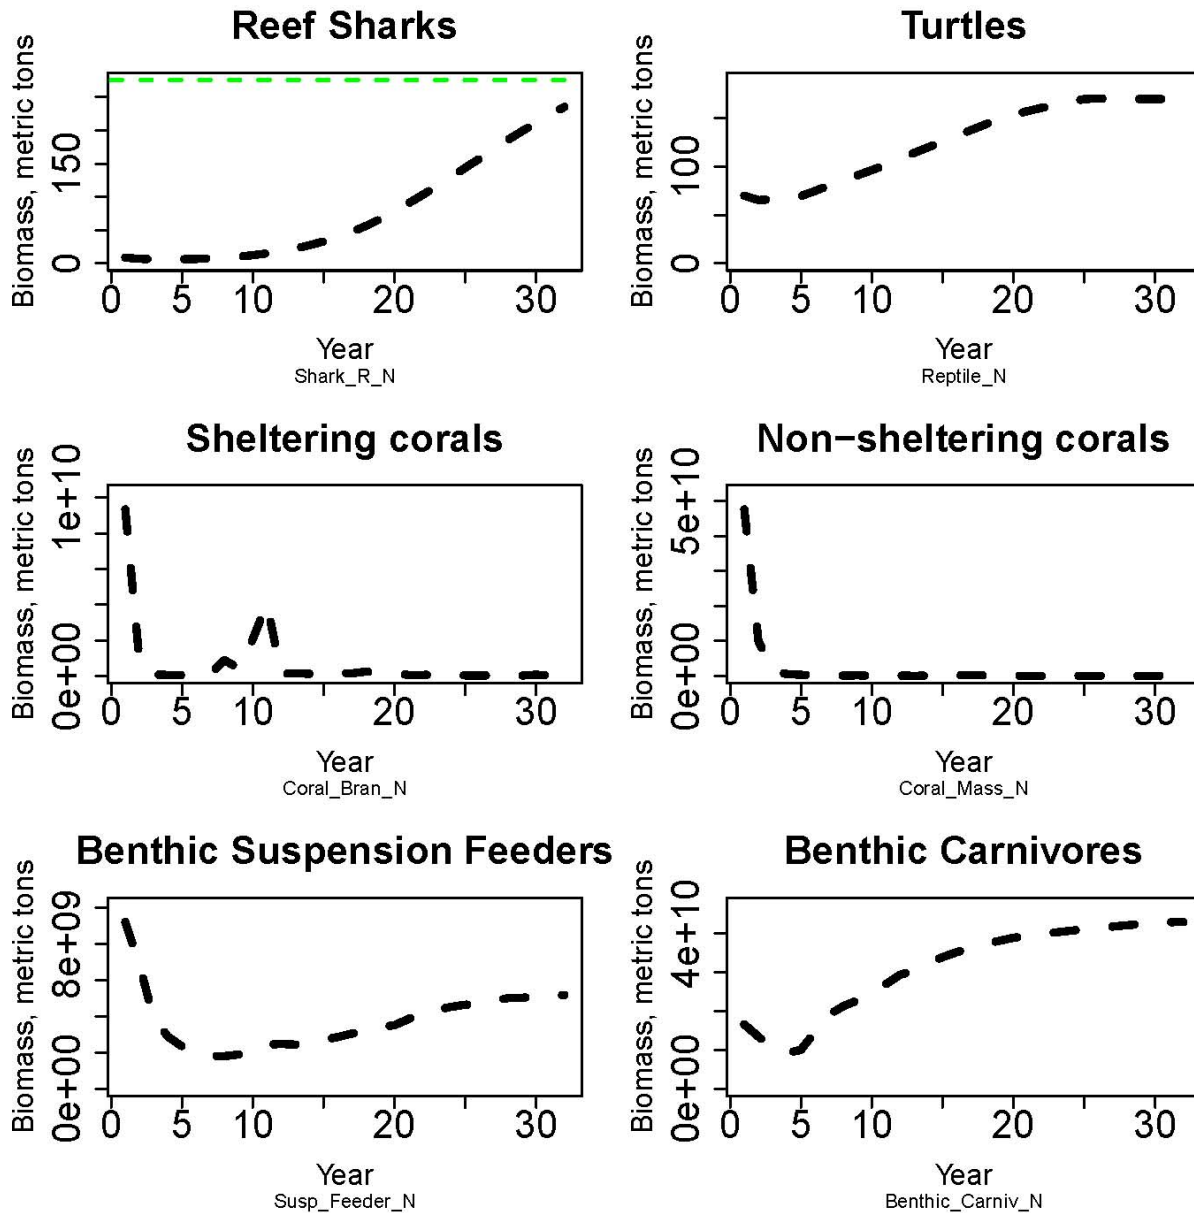 Reef Sharks
Biomass, metric tons
0 150
0 5 10 20 30
Year
Shark_R_N
Turtles
Biomass, metric tons
0 100
0 5 10 20 30
Year
Reptile_N
Sheltering corals
Biomass, metric tons
0e+00 1e+10
0 5 10 20 30
Year
Coral_Bran_N
Non−sheltering corals
Biomass, metric tons
0e+00 5e+10
0 5 10 20 30
Year
Coral_Mass_N
Benthic Suspension Feeders
Biomass, metric tons
0e+00 8e+09
0 5 10 20 30
Year
Susp_Feeder_N
Benthic Carnivores
Biomass, metric tons
0e+00 4e+10
0 5 10 20 30
Year
Benthic_Carniv_N